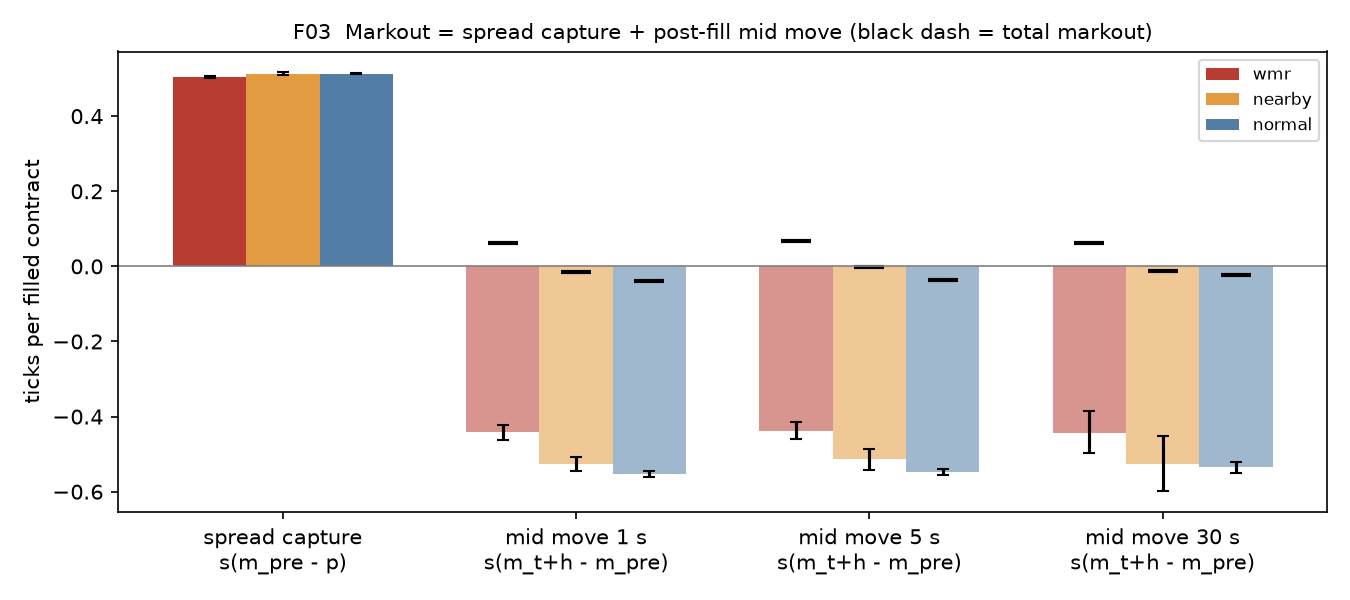 F03  Markout = spread capture + post-fill mid move (black dash = total markout)
wmr
nearby
normal
ticks per filled contract
0.4
0.2
0.0
−0.2
−0.4
−0.6
spread capture
s(m_pre - p)
mid move 1 s
s(m_t+h - m_pre)
mid move 5 s
s(m_t+h - m_pre)
mid move 30 s
s(m_t+h - m_pre)